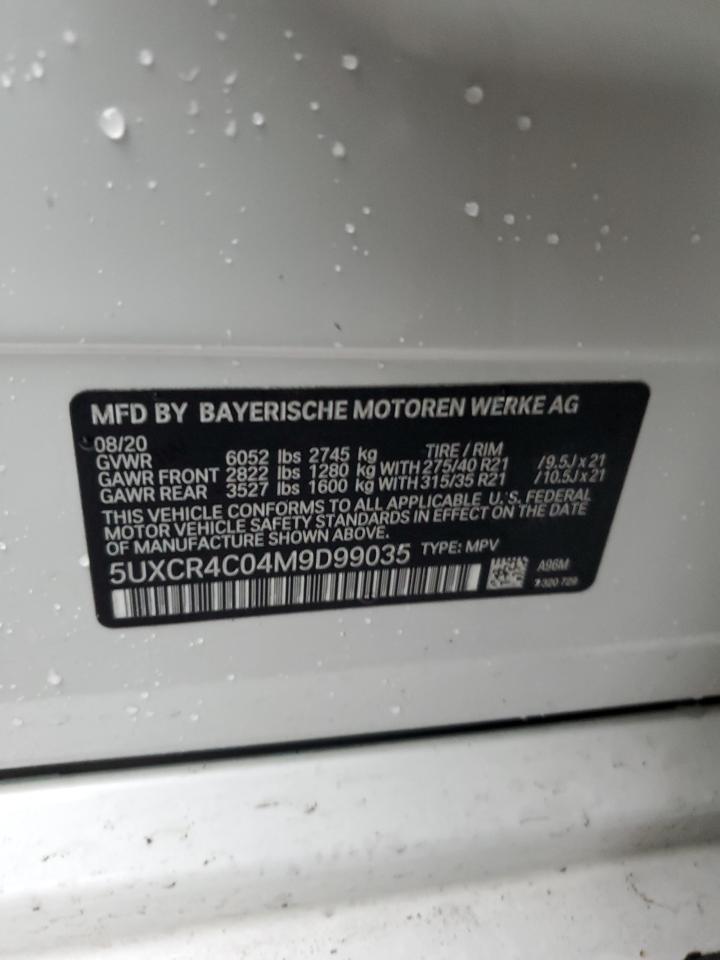 MFD BY BAYERISCHE MOTOREN WERKE AG
08/20 TIRE / RIM
GVWR 6052 lbs 2745 kg
GAWR FRONT 2822 lbs 1280 kg WITH 275/40 R21 /9.5J x 21
GAWR REAR 3527 lbs 1600 kg WITH 315/35 R21 /10.5J x 21
THIS VEHICLE CONFORMS TO ALL APPLICABLE U.S. FEDERAL
MOTOR VEHICLE SAFETY STANDARDS IN EFFECT ON THE DATE
OF MANUFACTURE SHOWN ABOVE.
5UXCR4C04M9D99035 TYPE: MPV
A96M
7 320 729